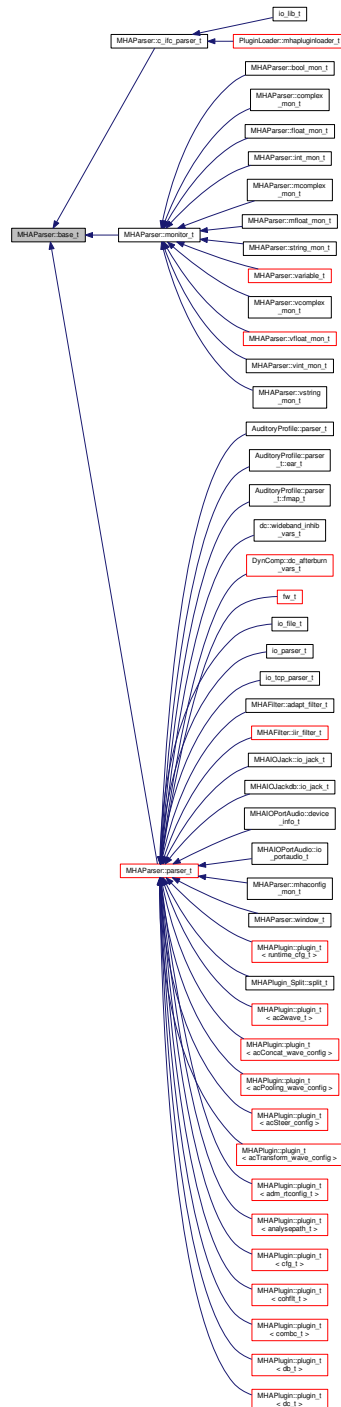 io_lib_t
MHAParser::c_ifc_parser_t
PluginLoader::mhapluginloader_t
MHAParser::bool_mon_t
MHAParser::complex
_mon_t
MHAParser::float_mon_t
MHAParser::int_mon_t
MHAParser::mcomplex
_mon_t
MHAParser::mfloat_mon_t
MHAParser::base_t
MHAParser::monitor_t
MHAParser::string_mon_t
MHAParser::variable_t
MHAParser::vcomplex
_mon_t
MHAParser::vfloat_mon_t
MHAParser::vint_mon_t
MHAParser::vstring
_mon_t
AuditoryProfile::parser_t
AuditoryProfile::parser
_t::ear_t
AuditoryProfile::parser
_t::fmap_t
dc::wideband_inhib
_vars_t
DynComp::dc_afterburn
_vars_t
fw_t
io_file_t
io_parser_t
io_tcp_parser_t
MHAFilter::adapt_filter_t
MHAFilter::iir_filter_t
MHAIOJack::io_jack_t
MHAIOJackdb::io_jack_t
MHAIOPortAudio::device
_info_t
MHAIOPortAudio::io
_portaudio_t
MHAParser::parser_t
MHAParser::mhaconfig
_mon_t
MHAParser::window_t
MHAPlugin::plugin_t
< runtime_cfg_t >
MHAPlugin_Split::split_t
MHAPlugin::plugin_t
< ac2wave_t >
MHAPlugin::plugin_t
< acConcat_wave_config >
MHAPlugin::plugin_t
< acPooling_wave_config >
MHAPlugin::plugin_t
< acSteer_config >
MHAPlugin::plugin_t
< acTransform_wave_config >
MHAPlugin::plugin_t
< adm_rtconfig_t >
MHAPlugin::plugin_t
< analysepath_t >
MHAPlugin::plugin_t
< cfg_t >
MHAPlugin::plugin_t
< cohflt_t >
MHAPlugin::plugin_t
< combc_t >
MHAPlugin::plugin_t
< db_t >
MHAPlugin::plugin_t
< dc_t >